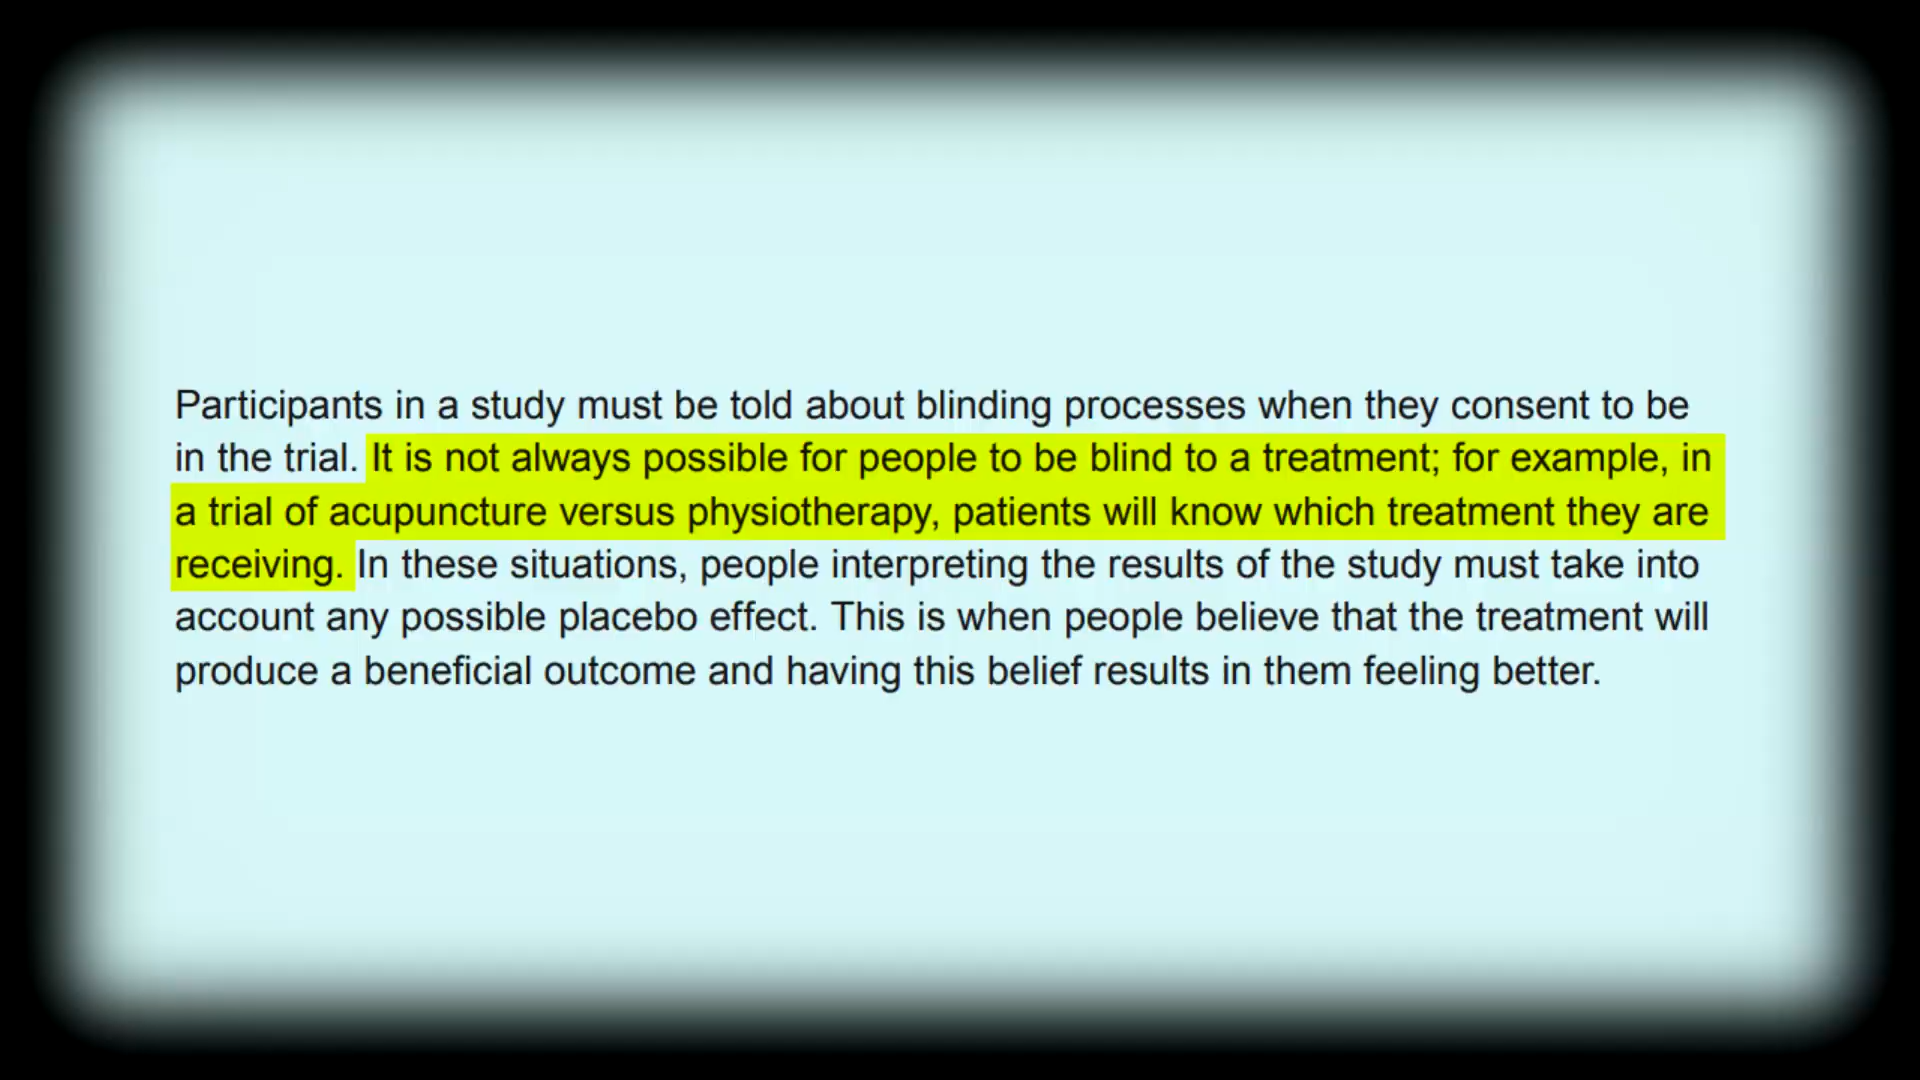 Participants in a study must be told about blinding processes when they consent to be
in the trial. It is not always possible for people to be blind to a treatment; for example, in
a trial of acupuncture versus physiotherapy, patients will know which treatment they are
receiving. In these situations, people interpreting the results of the study must take into
account any possible placebo effect. This is when people believe that the treatment will
produce a beneficial outcome and having this belief results in them feeling better.